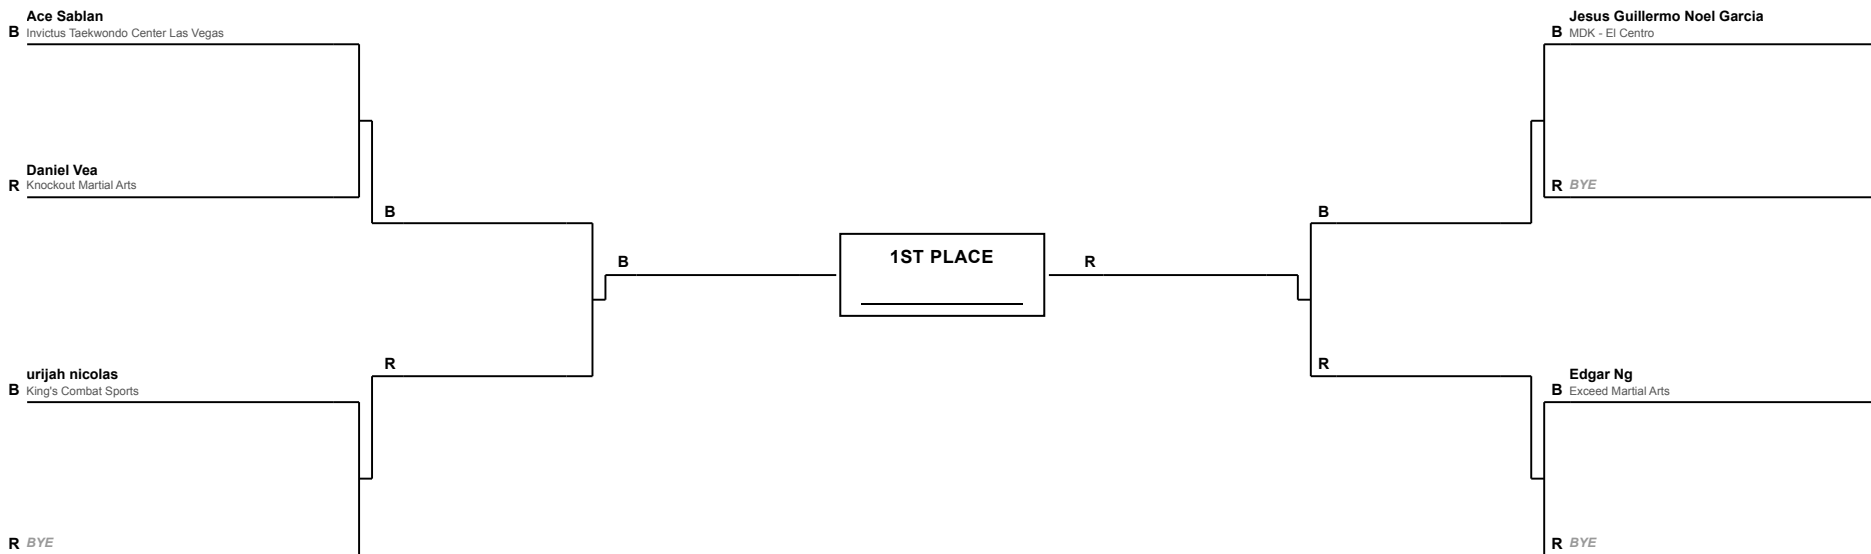 Ace Sablan
B Invictus Taekwondo Center Las Vegas
Daniel Vea
R Knockout Martial Arts
B
R
urijah nicolas
B King's Combat Sports
R BYE
B
1ST PLACE
R
B
R
Jesus Guillermo Noel Garcia
B MDK - El Centro
R BYE
Edgar Ng
B Exceed Martial Arts
R BYE